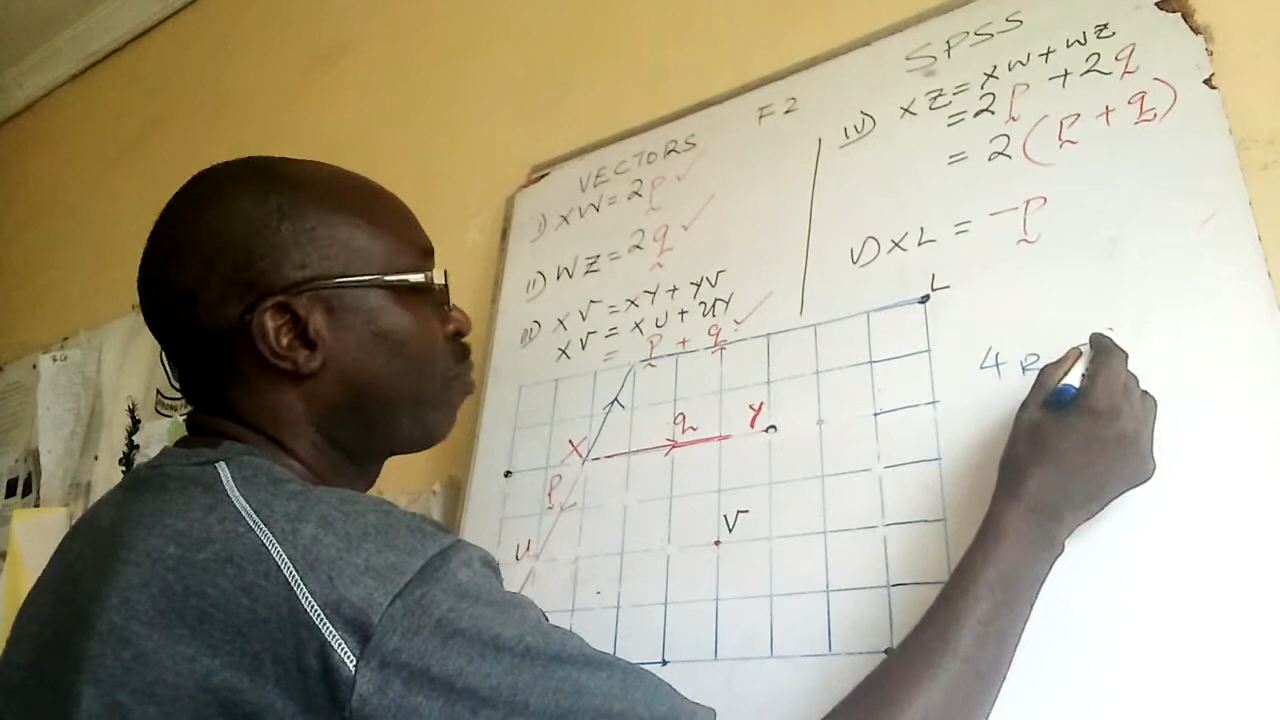 SPSS
F2
VECTORS
i) XW = 2p ✓
ii) WZ = 2q ✓
iii) XV = XY + YV
XV = XU + UY
= p + q ✓
iv) XZ = XW + WZ
= 2p + 2q
= 2(p + q)
v) XL = -p
L
4
X
q
Y
p
U
V